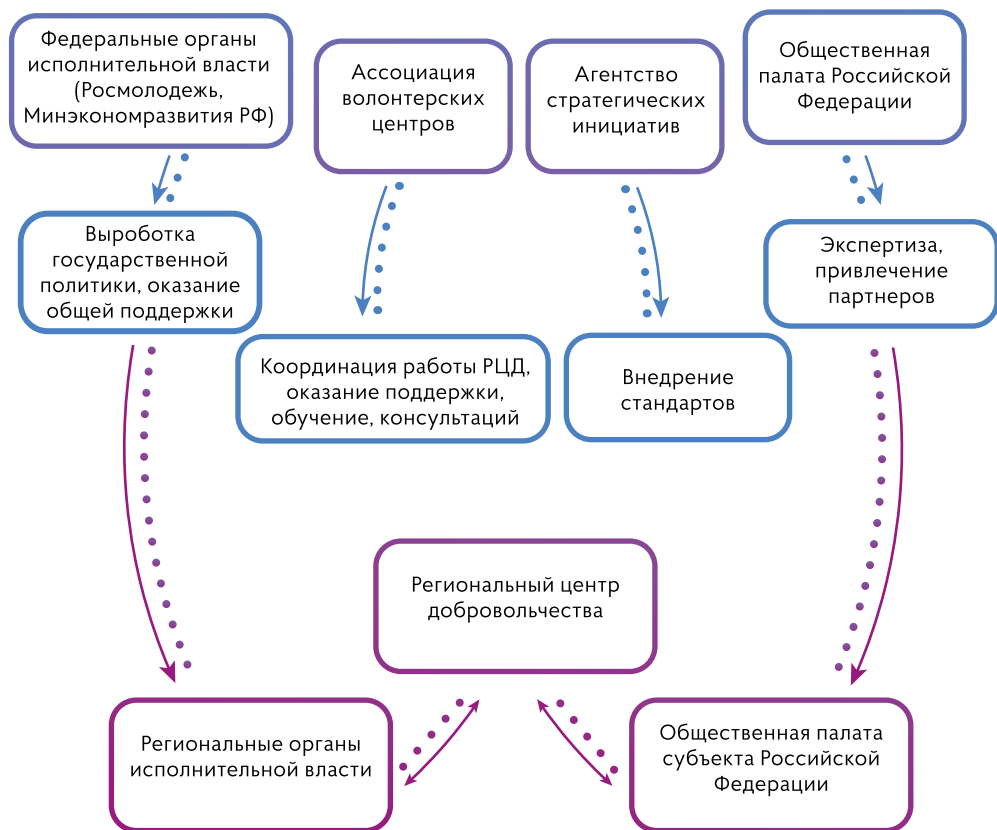 Федеральные органы
исполнительной власти
(Росмолодежь,
Минэкономразвития РФ)
Ассоциация
волонтерских
центров
Агентство
стратегических
инициатив
Общественная
палата Российской
Федерации
Выроботка
государственной
политики, оказание
общей поддержки
Экспертиза,
привлечение
партнеров
Координация работы РЦД,
оказание поддержки,
обучение, консультаций
Внедрение
стандартов
Региональный центр
добровольчества
Региональные органы
исполнительной власти
Общественная палата
субъекта Российской
Федерации